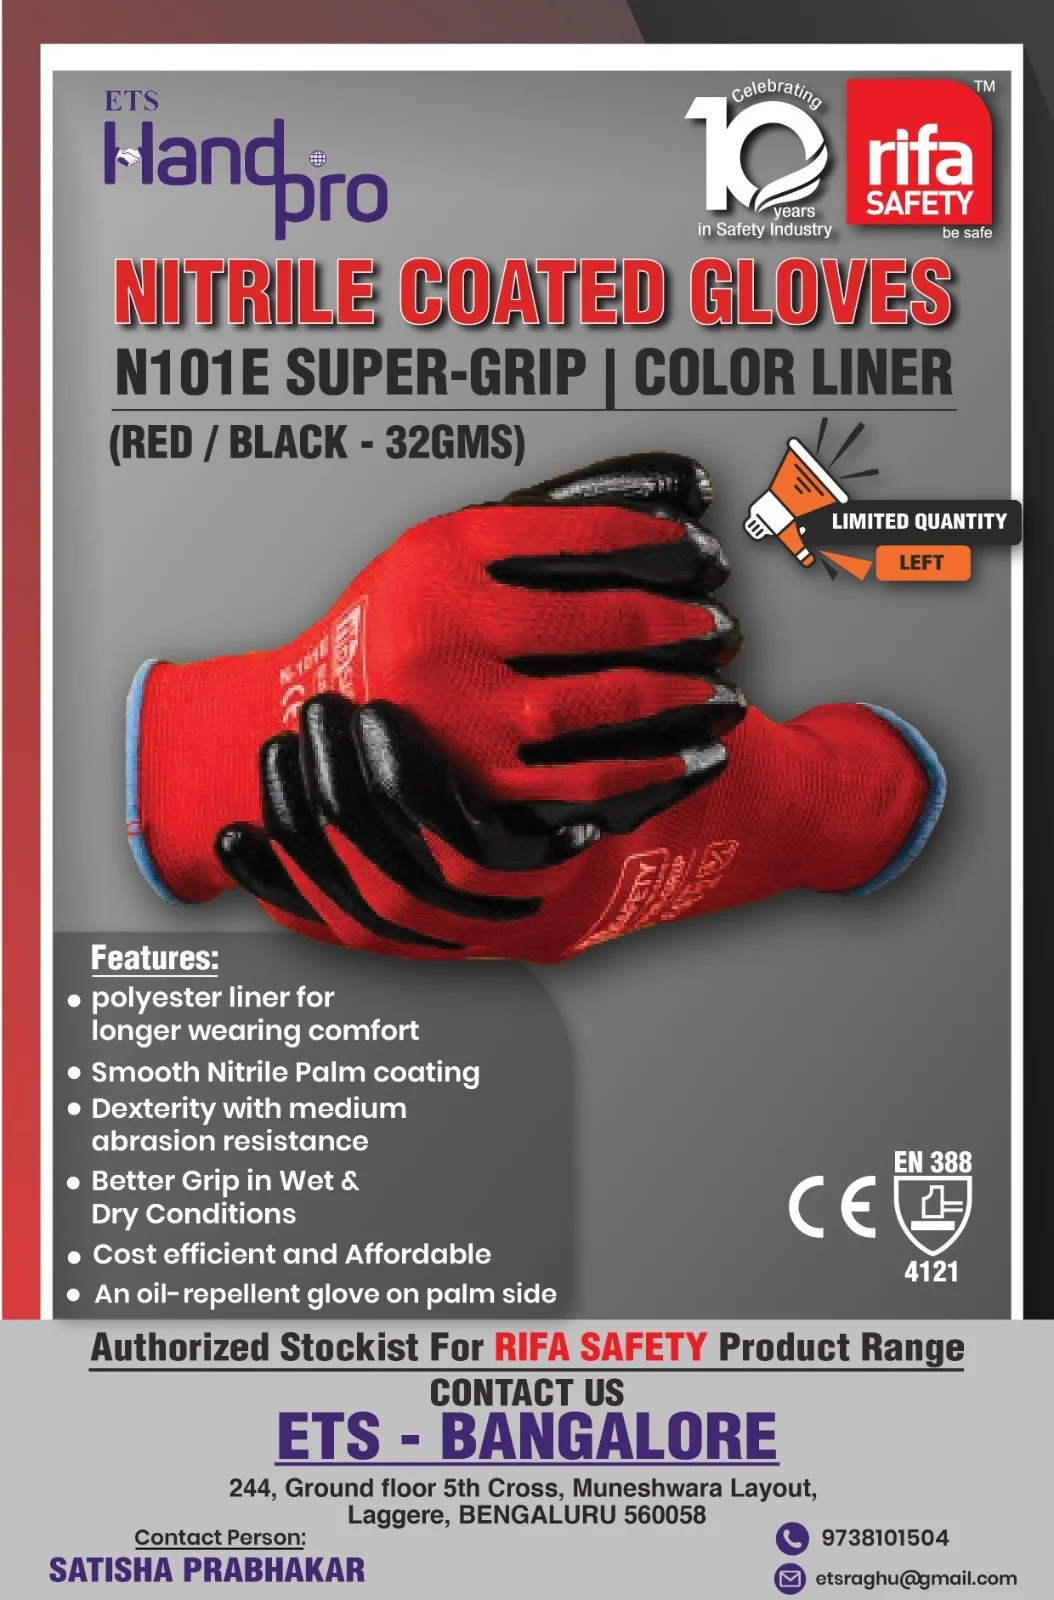 ETS
Handpro
Celebrating
10
years
in Safety Industry
TM
rifa
SAFETY
be safe
NITRILE COATED GLOVES
N101E SUPER-GRIP | COLOR LINER
(RED / BLACK - 32GMS)
LIMITED QUANTITY
LEFT
N-101E
CE
SAFETY
Features:
• polyester liner for
longer wearing comfort
• Smooth Nitrile Palm coating
• Dexterity with medium
abrasion resistance
• Better Grip in Wet &
Dry Conditions
• Cost efficient and Affordable
• An oil-repellent glove on palm side
CE
EN 388
4121
Authorized Stockist For RIFA SAFETY Product Range
CONTACT US
ETS - BANGALORE
244, Ground floor 5th Cross, Muneshwara Layout,
Laggere, BENGALURU 560058
Contact Person:
SATISHA PRABHAKAR
9738101504
etsraghu@gmail.com